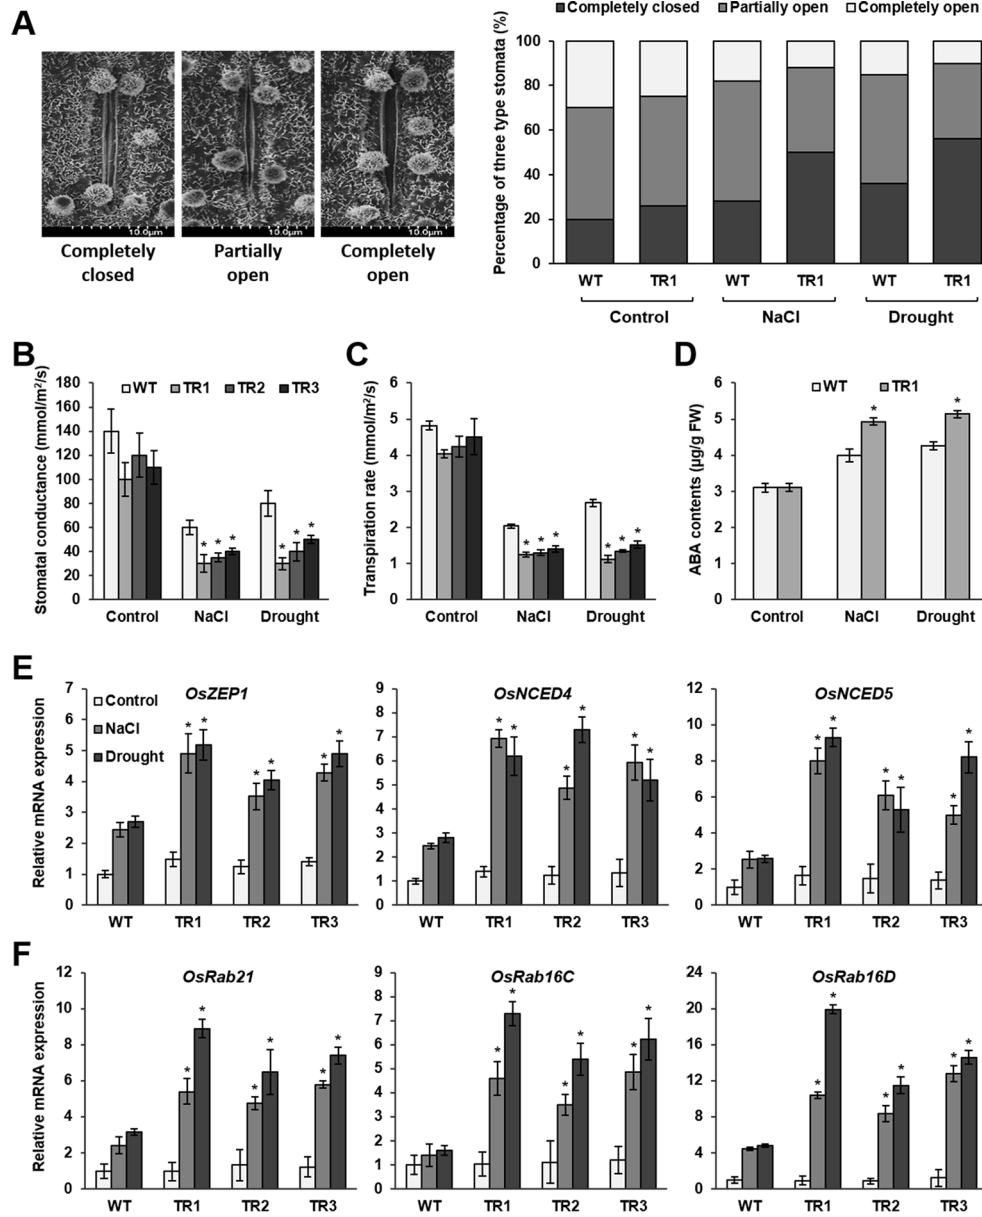 A
10.0µm
10.0µm
10.0µm
Completely closed
Partially open
Completely open
Completely closed
Partially open
Completely open
Percentage of three type stomata (%)
100
80
60
40
20
0
WT TR1 WT TR1 WT TR1
Control NaCl Drought
B
Stomatal conductance (mmol/m²/s)
WT TR1 TR2 TR3
180
160
140
120
100
80
60
40
20
0
* * * * * *
Control NaCl Drought
C
Transpiration rate (mmol/m²/s)
6
5
4
3
2
1
0
* * * * * *
Control NaCl Drought
D
ABA contents (µg/g FW)
WT TR1
6
5
4
3
2
1
0
* *
Control NaCl Drought
E
Relative mRNA expression
OsZEP1
Control
NaCl
Drought
7
6
5
4
3
2
1
0
* * * * * *
WT TR1 TR2 TR3
OsNCED4
9
8
7
6
5
4
3
2
1
0
* * * * * *
WT TR1 TR2 TR3
OsNCED5
12
10
8
6
4
2
0
* * * * * *
WT TR1 TR2 TR3
F
Relative mRNA expression
OsRab21
12
10
8
6
4
2
0
* * * * * *
WT TR1 TR2 TR3
OsRab16C
9
8
7
6
5
4
3
2
1
0
* * * * * *
WT TR1 TR2 TR3
OsRab16D
24
20
16
12
8
4
0
* * * * * *
WT TR1 TR2 TR3